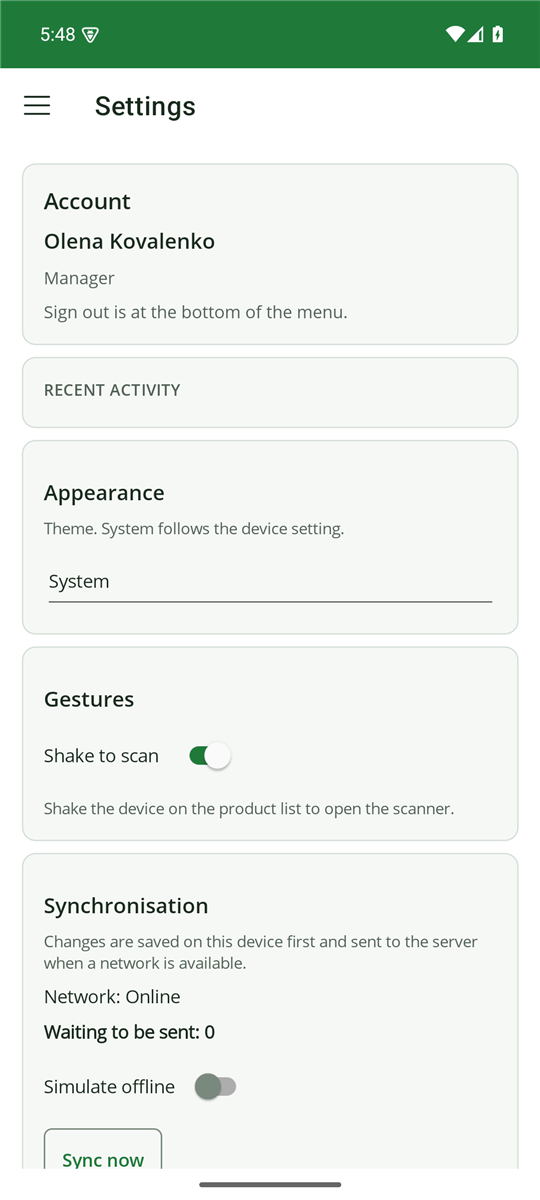 5:48
Settings
Account
Olena Kovalenko
Manager
Sign out is at the bottom of the menu.
RECENT ACTIVITY
Appearance
Theme. System follows the device setting.
System
Gestures
Shake to scan
Shake the device on the product list to open the scanner.
Synchronisation
Changes are saved on this device first and sent to the server
when a network is available.
Network: Online
Waiting to be sent: 0
Simulate offline
Sync now